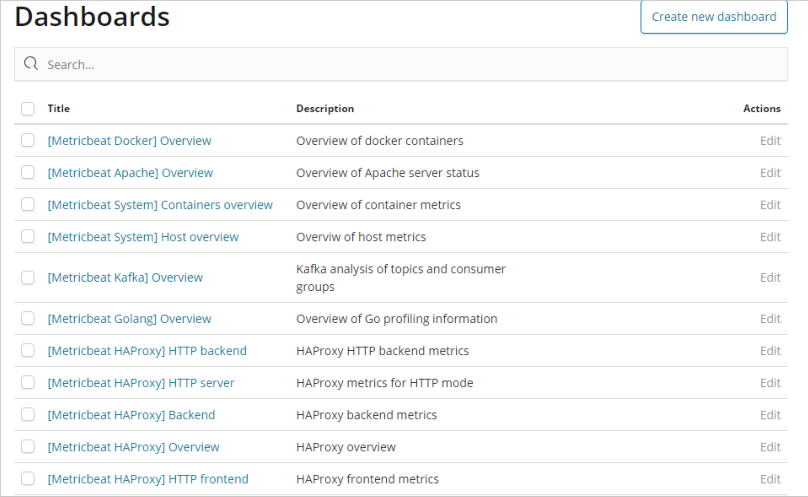 Dashboards
Create new dashboard
Search...
Title Description Actions
[Metricbeat Docker] Overview Overview of docker containers Edit
[Metricbeat Apache] Overview Overview of Apache server status Edit
[Metricbeat System] Containers overview Overview of container metrics Edit
[Metricbeat System] Host overview Overviw of host metrics Edit
[Metricbeat Kafka] Overview Kafka analysis of topics and consumer Edit
groups
[Metricbeat Golang] Overview Overview of Go profiling information Edit
[Metricbeat HAProxy] HTTP backend HAProxy HTTP backend metrics Edit
[Metricbeat HAProxy] HTTP server HAProxy metrics for HTTP mode Edit
[Metricbeat HAProxy] Backend HAProxy backend metrics Edit
[Metricbeat HAProxy] Overview HAProxy overview Edit
[Metricbeat HAProxy] HTTP frontend HAProxy frontend metrics Edit